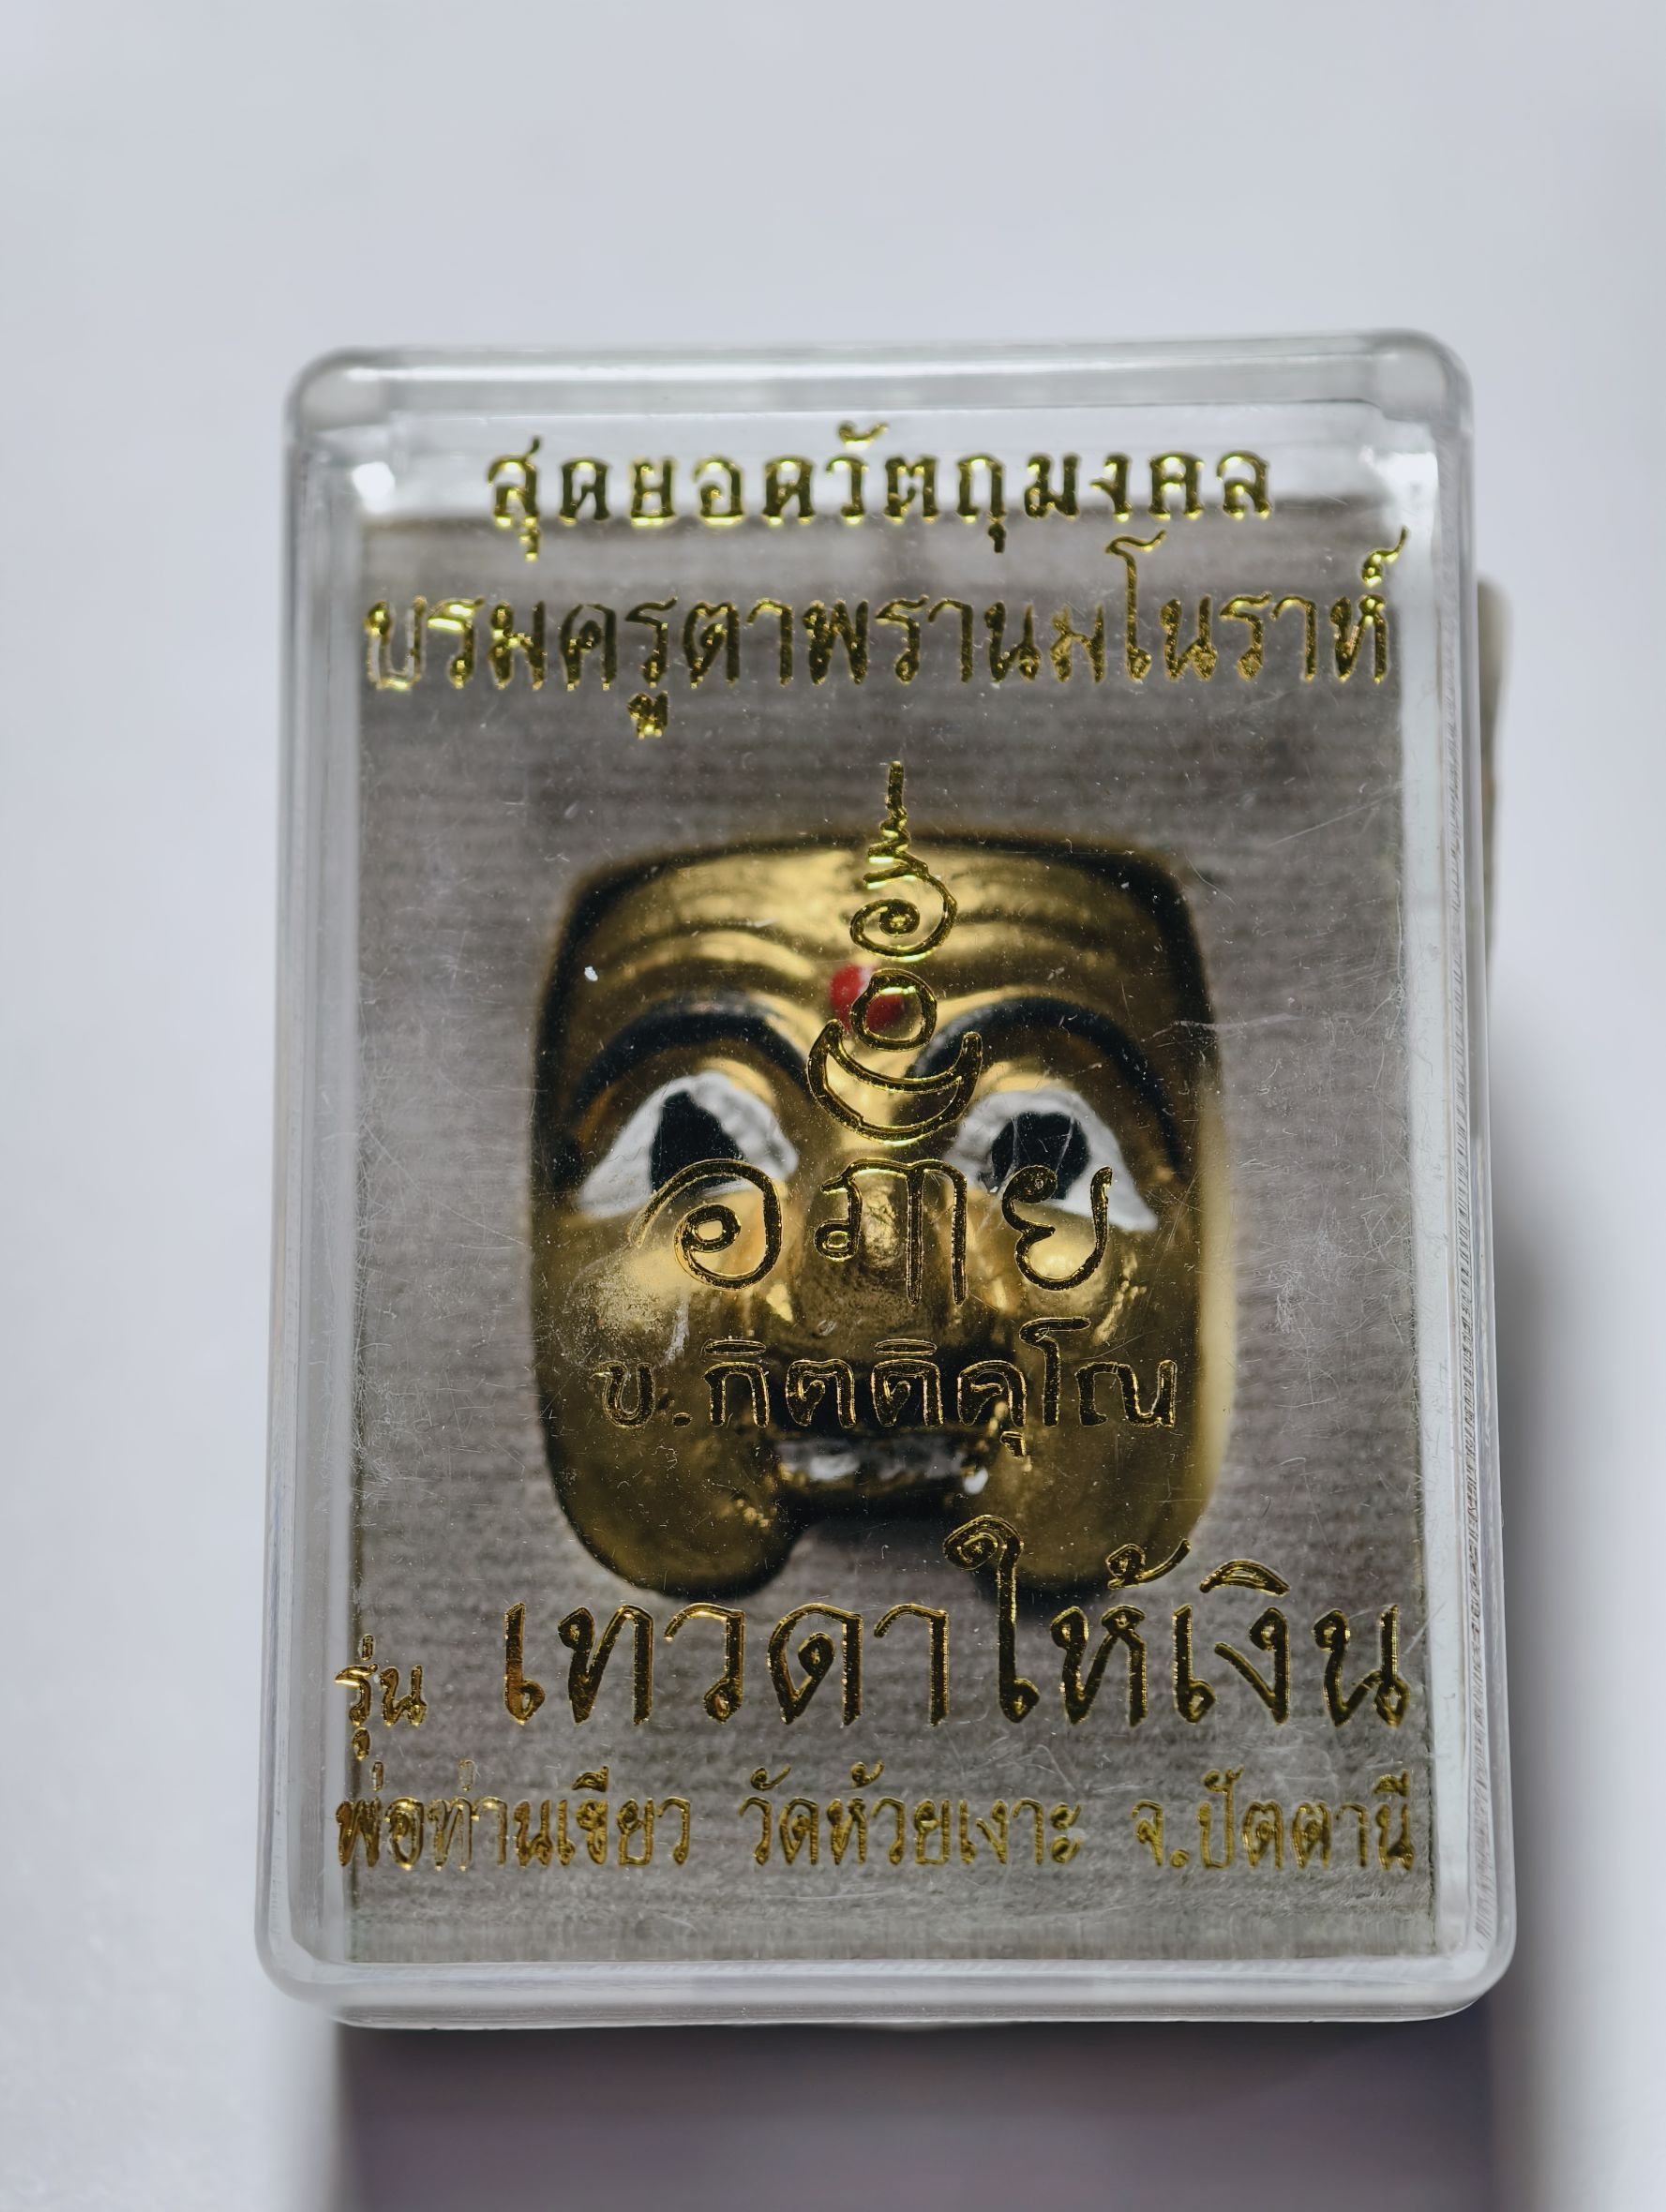 สุดยอดวัตถุมงคล
บรมครูตาพรานมโนราห์
อภย
ข.กิตติคุโณ
รุ่น เทวดาให้เงิน
พ่อท่านเขียว วัดห้วยเงาะ จ.ปัตตานี